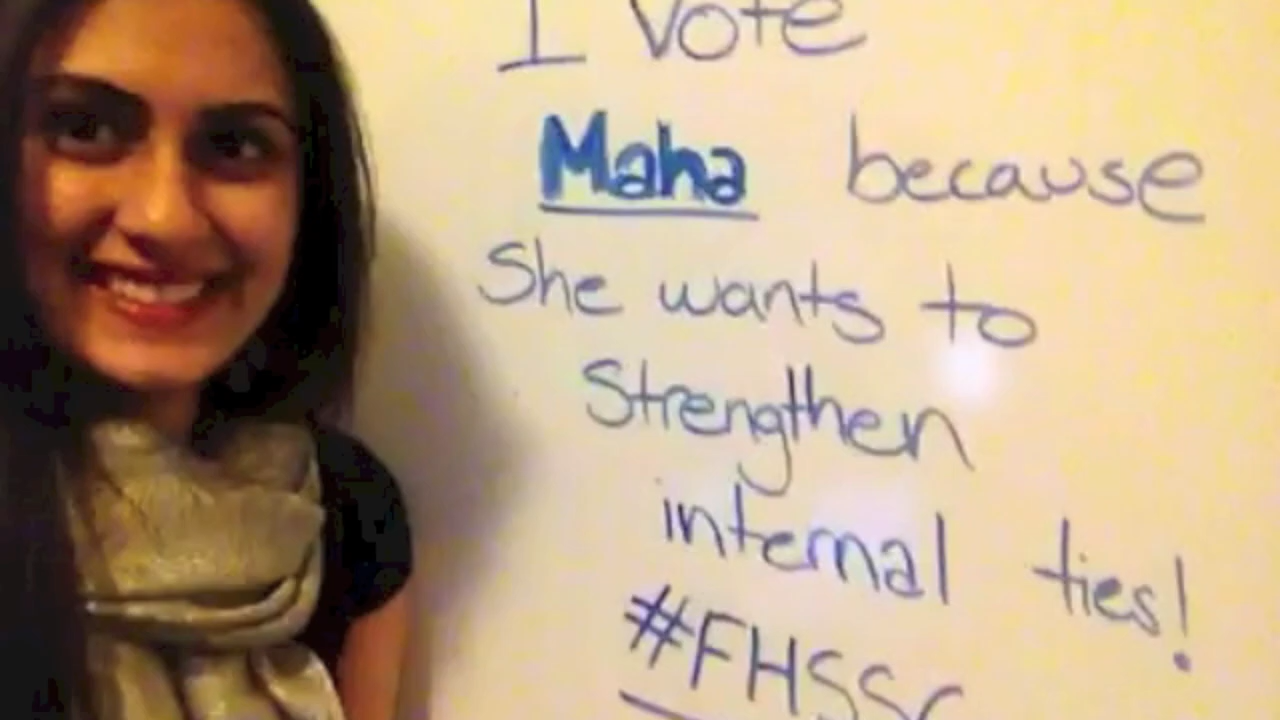 I vote
Maha because
She wants to
Strengthen
internal ties!
#FHSSC